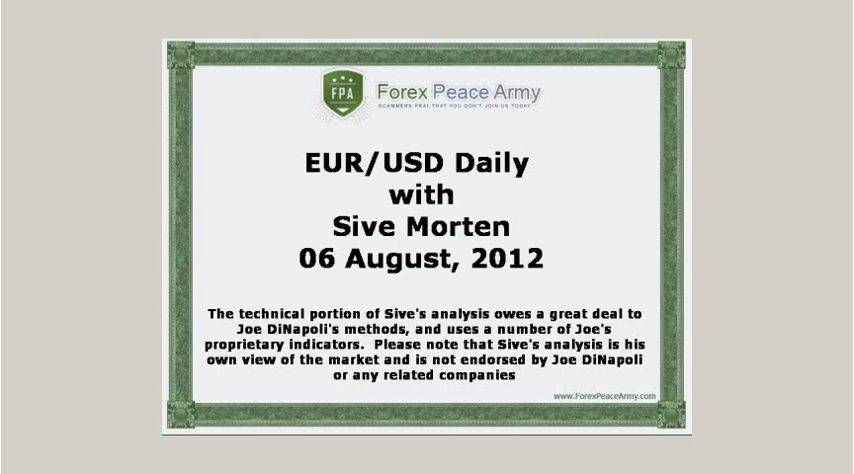 FPA
Forex Peace Army
SCAMMERS PRAY THAT YOU DON'T JOIN US TODAY
EUR/USD Daily
with
Sive Morten
06 August, 2012
The technical portion of Sive's analysis owes a great deal to
Joe DiNapoli's methods, and uses a number of Joe's
proprietary indicators.  Please note that Sive's analysis is his
own view of the market and is not endorsed by Joe DiNapoli
or any related companies
www.ForexPeaceArmy.com